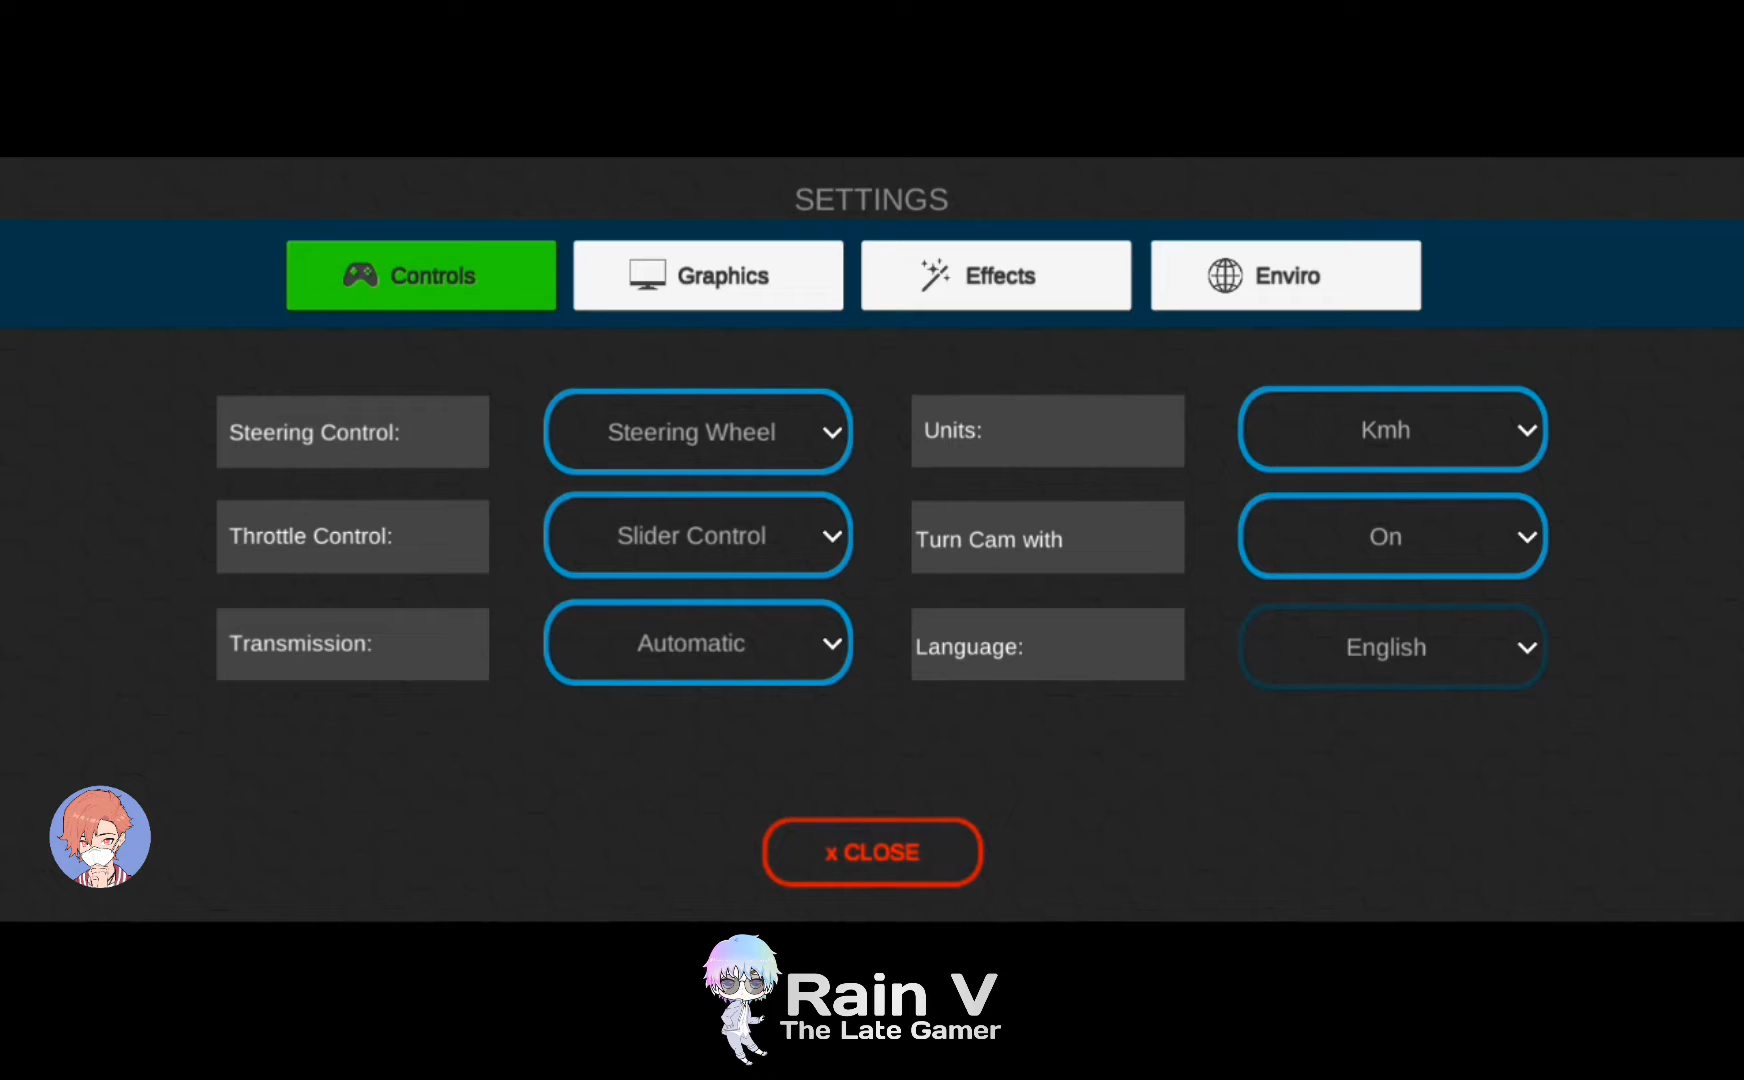 SETTINGS
Controls
Graphics
Effects
Enviro
Steering Control:
Steering Wheel
Units:
Kmh
Throttle Control:
Slider Control
Turn Cam with
On
Transmission:
Automatic
Language:
English
x CLOSE
Rain V
The Late Gamer